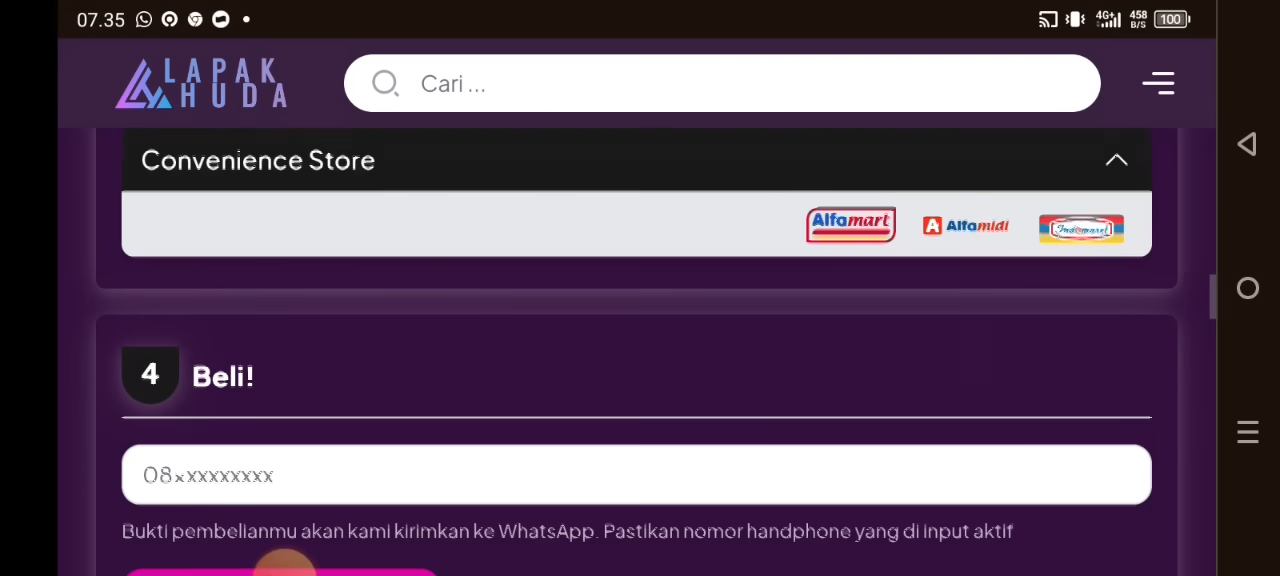 07.35
4G+
458
B/S
100
LAPAK
HUDA
Cari ...
Convenience Store
Alfamart
Alfamidi
Indomaret
4
Beli!
08xxxxxxxxx
Bukti pembelianmu akan kami kirimkan ke WhatsApp. Pastikan nomor handphone yang di input aktif